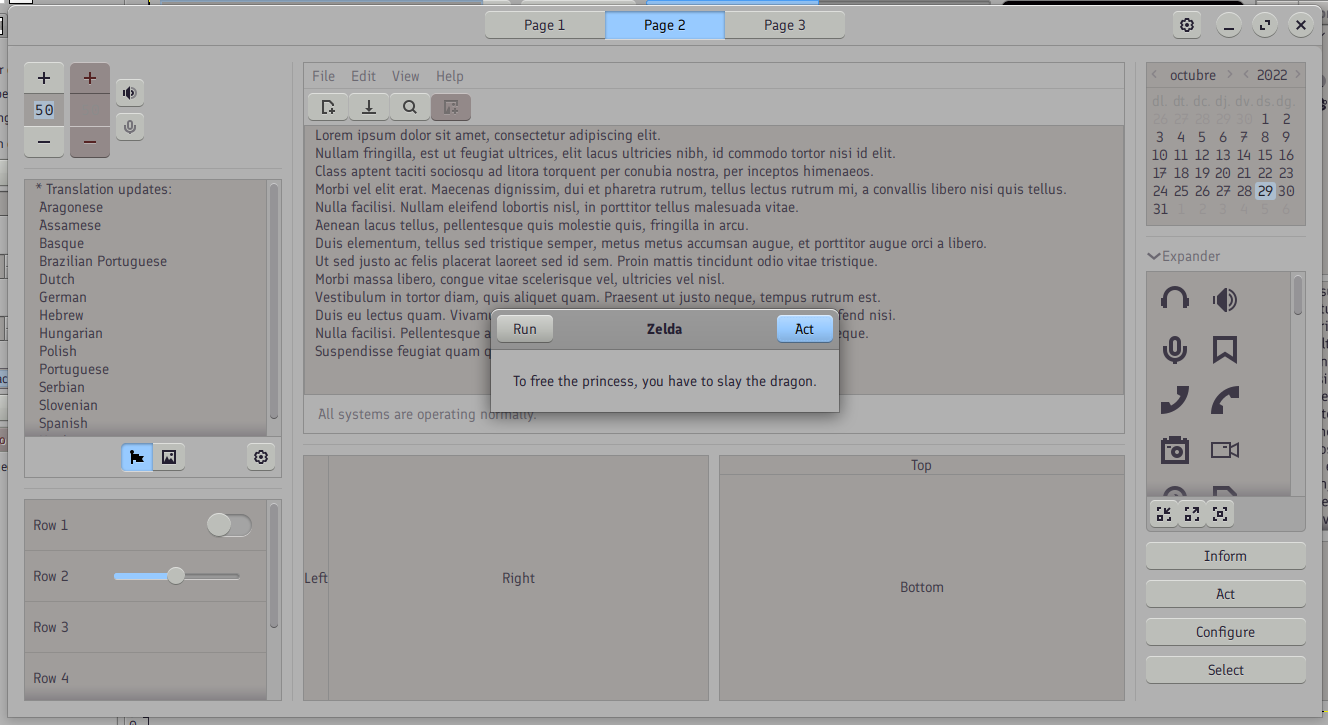 Page 1
Page 2
Page 3
50
* Translation updates:
Aragonese
Assamese
Basque
Brazilian Portuguese
Dutch
German
Hebrew
Hungarian
Polish
Portuguese
Serbian
Slovenian
Spanish
Row 1
Row 2
Row 3
Row 4
File Edit View Help
Lorem ipsum dolor sit amet, consectetur adipiscing elit.
Nullam fringilla, est ut feugiat ultrices, elit lacus ultricies nibh, id commodo tortor nisi id elit.
Class aptent taciti sociosqu ad litora torquent per conubia nostra, per inceptos himenaeos.
Morbi vel elit erat. Maecenas dignissim, dui et pharetra rutrum, tellus lectus rutrum mi, a convallis libero nisi quis tellus.
Nulla facilisi. Nullam eleifend lobortis nisl, in porttitor tellus malesuada vitae.
Aenean lacus tellus, pellentesque quis molestie quis, fringilla in arcu.
Duis elementum, tellus sed tristique semper, metus metus accumsan augue, et porttitor augue orci a libero.
Ut sed justo ac felis placerat laoreet sed id sem. Proin mattis tincidunt odio vitae tristique.
Morbi massa libero, congue vitae scelerisque vel, ultricies vel nisl.
Vestibulum in tortor diam, quis aliquet quam. Praesent ut justo neque, tempus rutrum est.
Duis eu lectus quam. Vivamu fend nisi.
Nulla facilisi. Pellentesque a eque.
Suspendisse feugiat quam q
Run
Zelda
Act
To free the princess, you have to slay the dragon.
All systems are operating normally.
Left
Right
Top
Bottom
octubre 2022
dl. dt. dc. dj. dv. ds. dg.
26 27 28 29 30 1 2
3 4 5 6 7 8 9
10 11 12 13 14 15 16
17 18 19 20 21 22 23
24 25 26 27 28 29 30
31 1 2 3 4 5 6
Expander
Inform
Act
Configure
Select